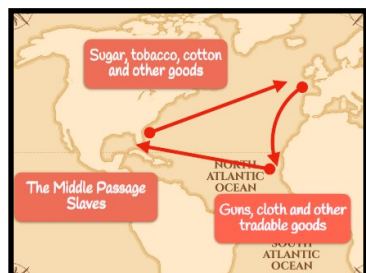 Sugar, tobacco, cotton
and other goods
NORTH
ATLANTIC
OCEAN
The Middle Passage
Slaves
Guns, cloth and other
tradable goods
SOUTH
ATLANTIC
OCEAN